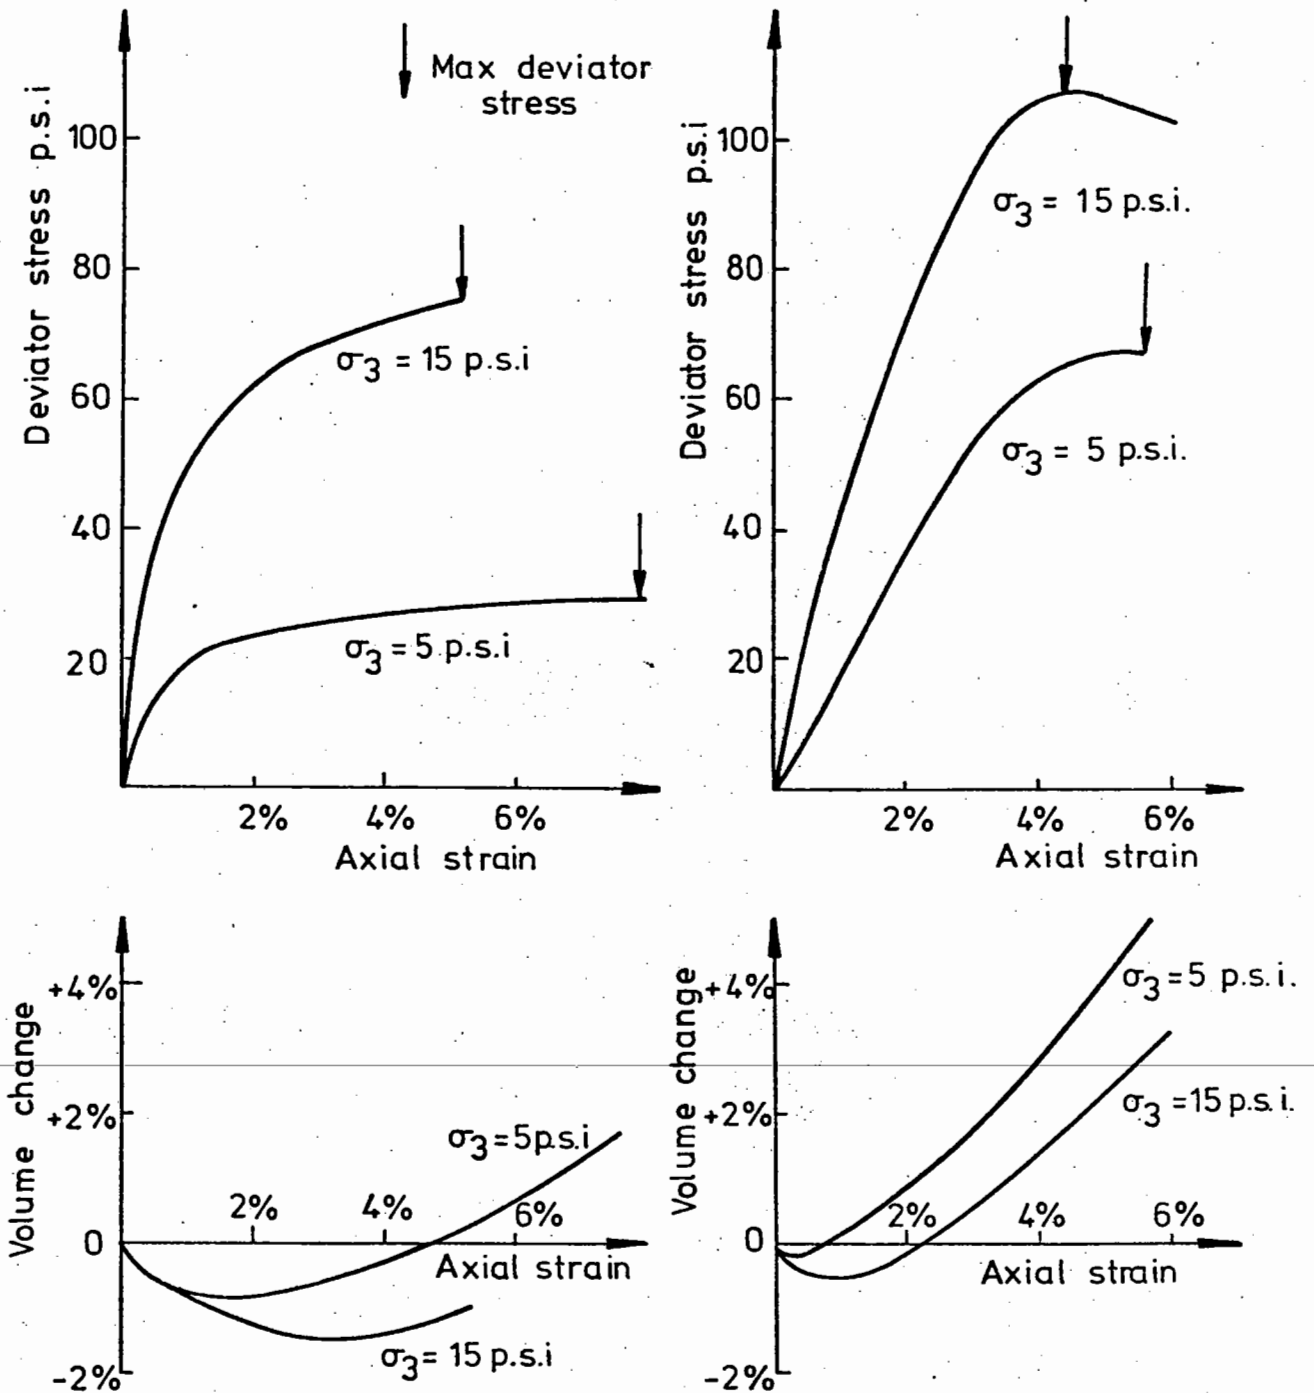 Max deviator
stress
Deviator stress p.s.i
100
80
60
40
20
σ3 = 15 p.s.i
σ3 = 5 p.s.i
2% 4% 6%
Axial strain
Deviator stress p.s.i
100
80
60
40
20
σ3 = 15 p.s.i.
σ3 = 5 p.s.i.
2% 4% 6%
Axial strain
Volume change
+4%
+2%
0
-2%
σ3 = 5 p.s.i
2% 4% 6%
Axial strain
σ3 = 15 p.s.i
Volume change
+4%
+2%
0
-2%
σ3 = 5 p.s.i.
σ3 = 15 p.s.i.
2% 4% 6%
Axial strain